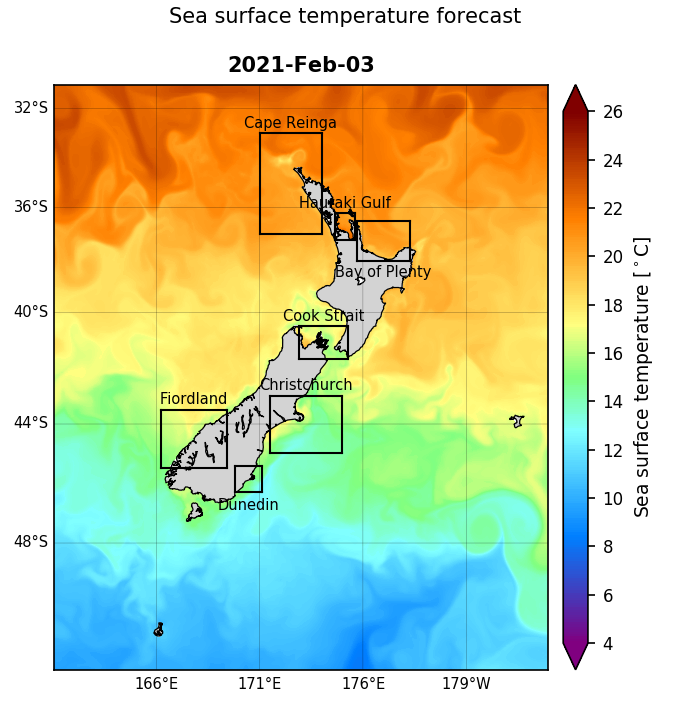 Sea surface temperature forecast
2021-Feb-03
32°S
36°S
40°S
44°S
48°S
166°E
171°E
176°E
179°W
Cape Reinga
Hauraki Gulf
Bay of Plenty
Cook Strait
Christchurch
Fiordland
Dunedin
26
24
22
20
18
16
14
12
10
8
6
4
Sea surface temperature [°C]